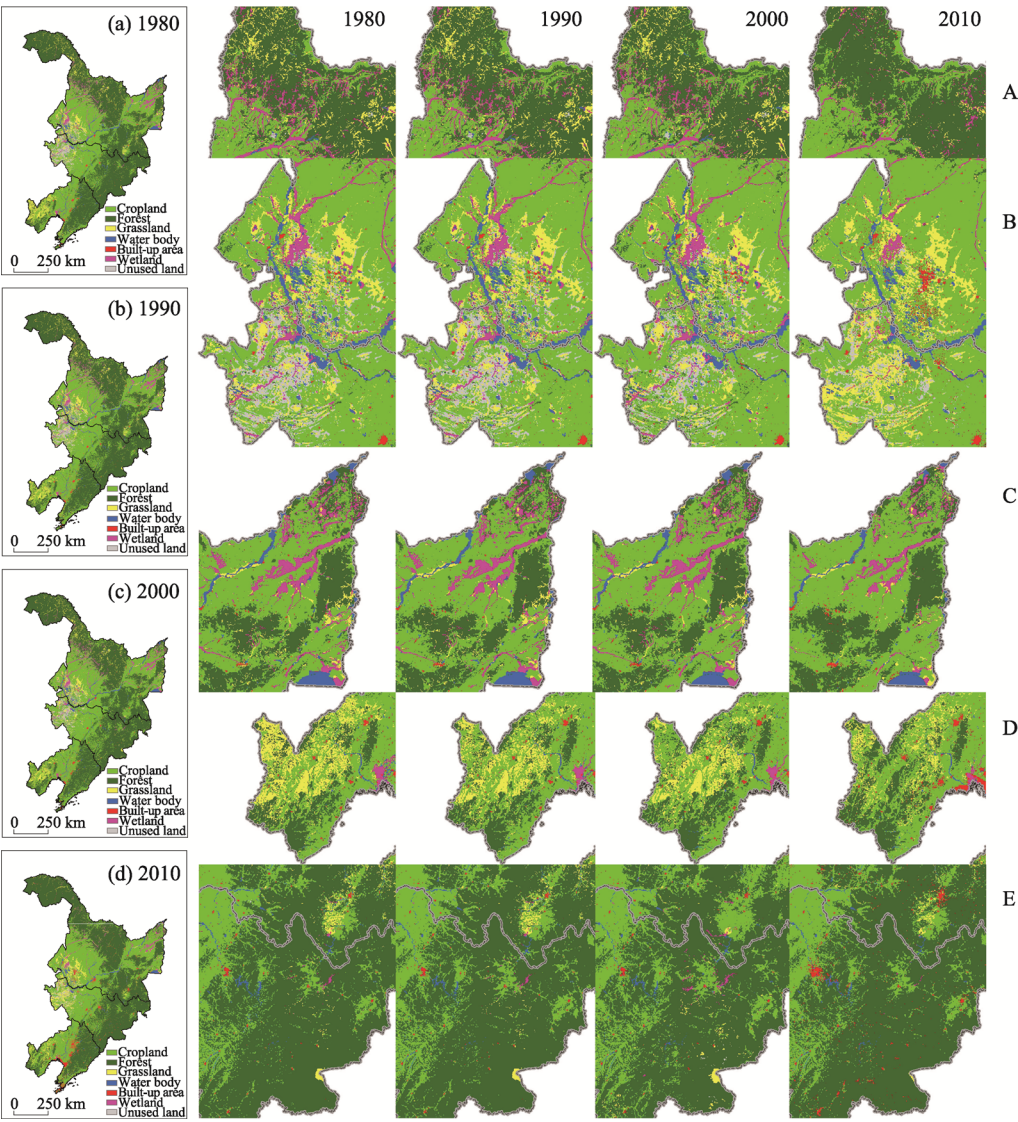 (a) 1980
Cropland
Forest
Grassland
Water body
Built-up area
Wetland
Unused land
0 250 km
(b) 1990
Cropland
Forest
Grassland
Water body
Built-up area
Wetland
Unused land
0 250 km
(c) 2000
Cropland
Forest
Grassland
Water body
Built-up area
Wetland
Unused land
0 250 km
(d) 2010
Cropland
Forest
Grassland
Water body
Built-up area
Wetland
Unused land
0 250 km
1980 1990 2000 2010
A
B
C
D
E